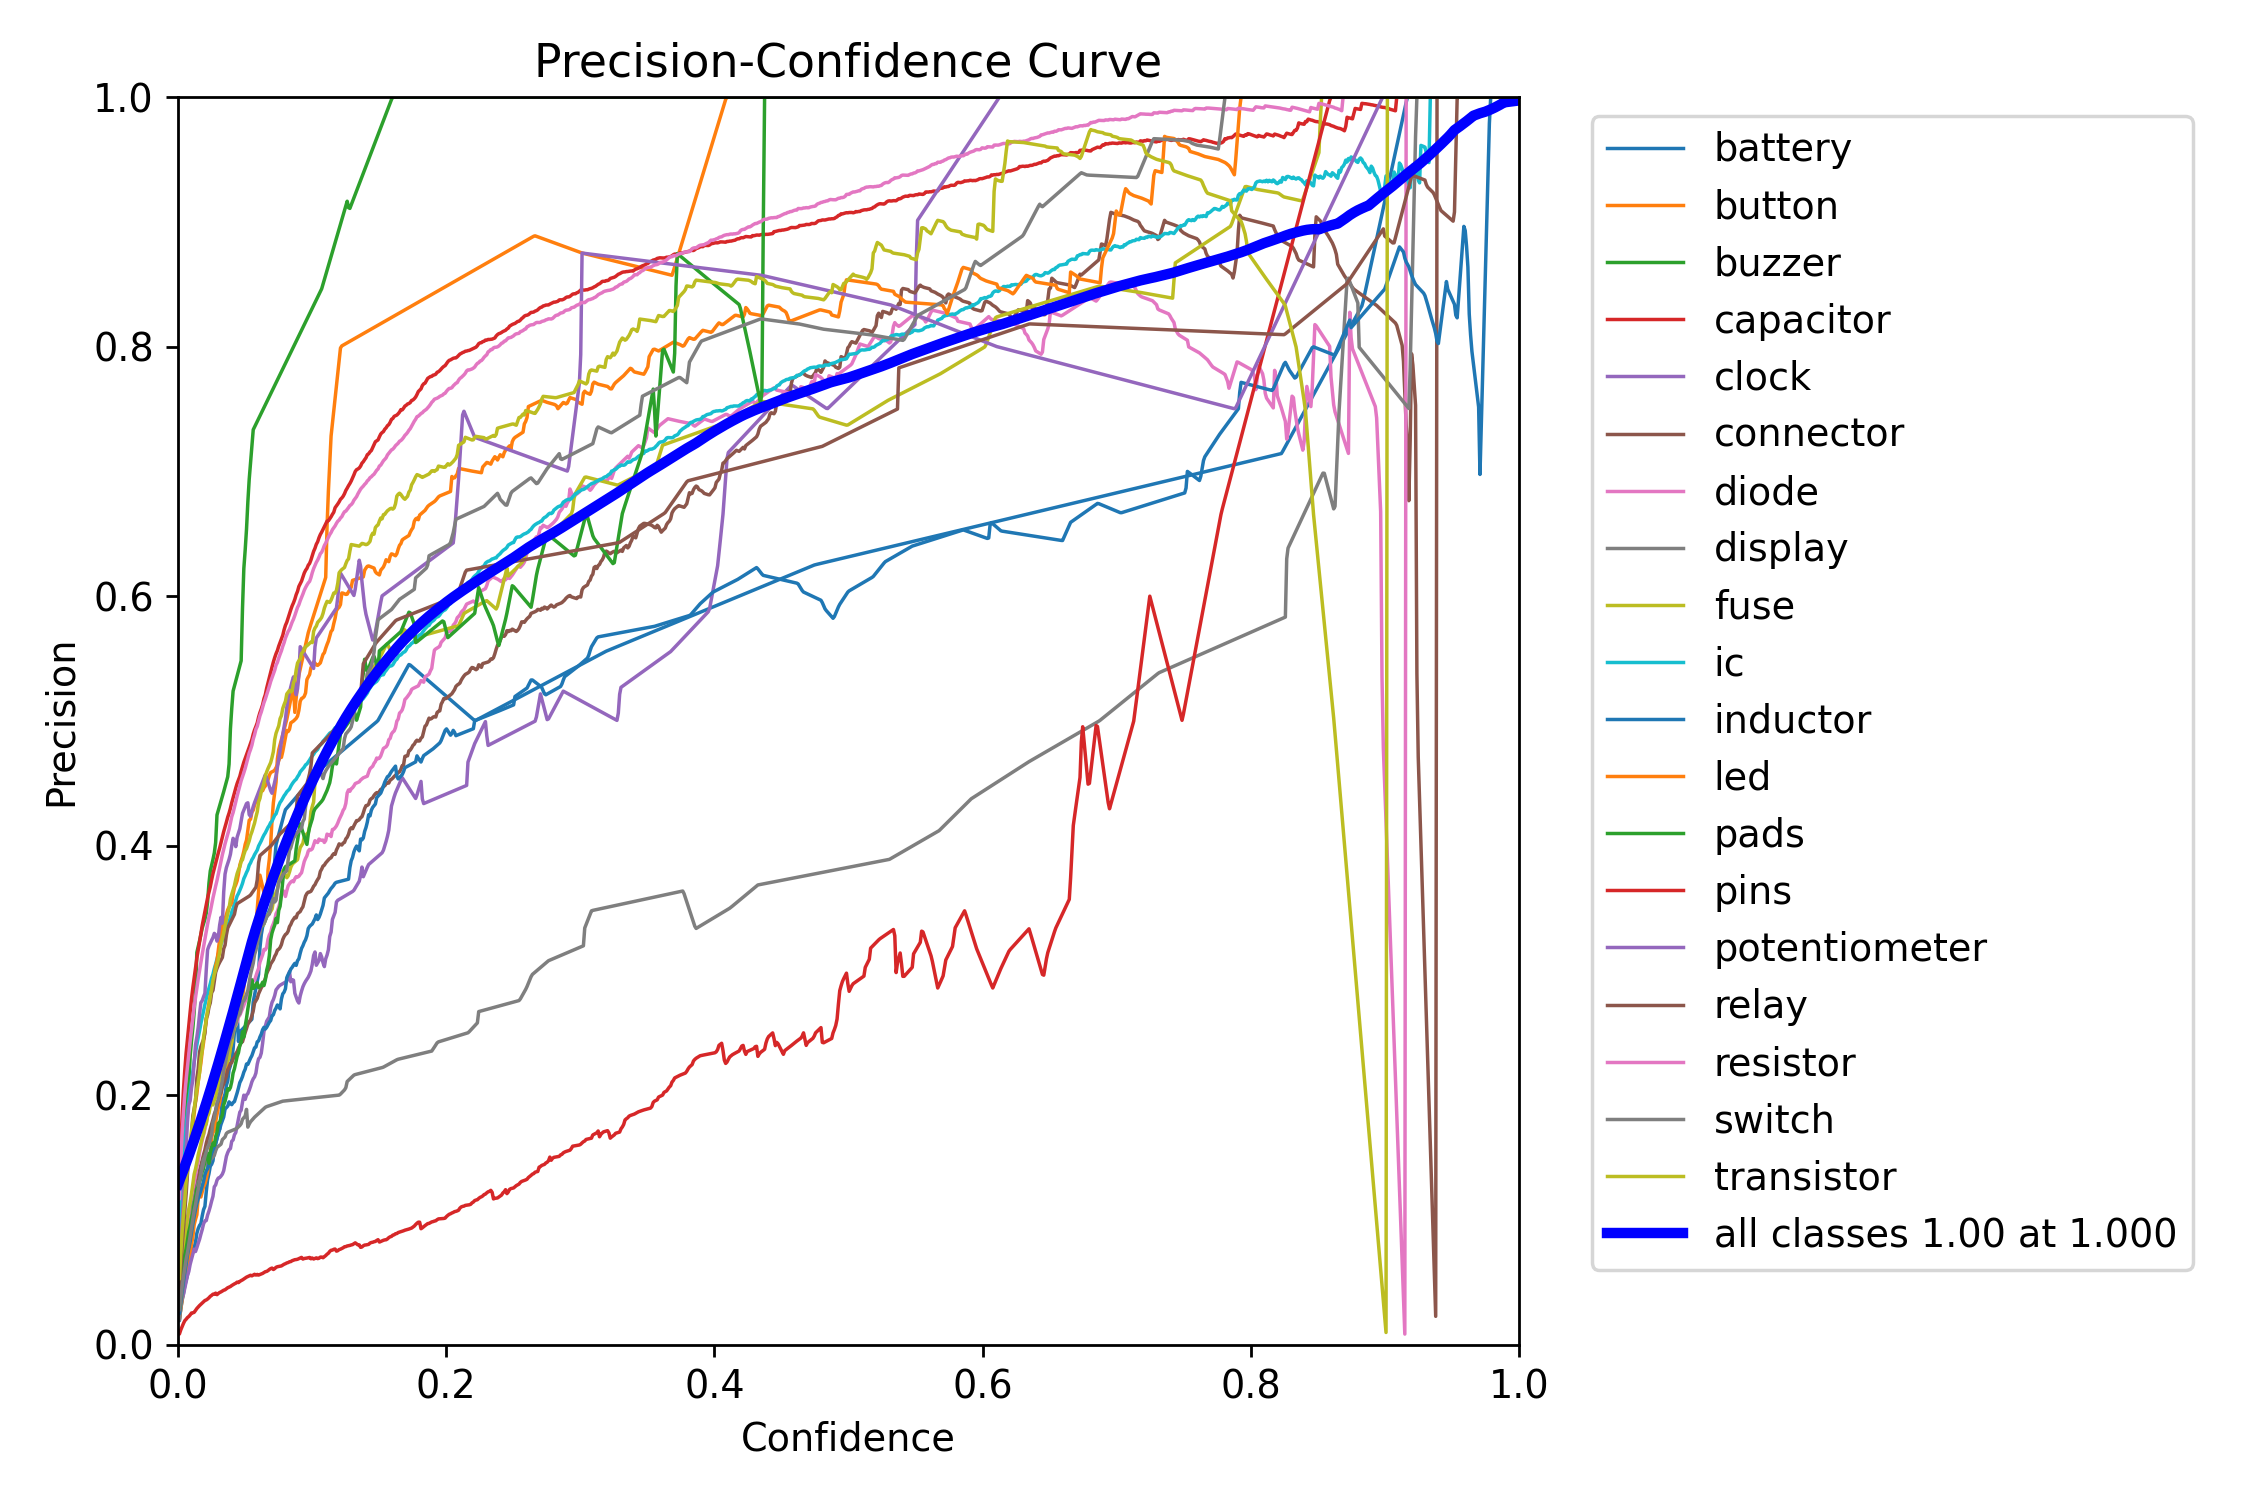 Precision-Confidence Curve
1.0
0.8
0.6
0.4
0.2
0.0
Precision
0.0 0.2 0.4 0.6 0.8 1.0
Confidence
battery
button
buzzer
capacitor
clock
connector
diode
display
fuse
ic
inductor
led
pads
pins
potentiometer
relay
resistor
switch
transistor
all classes 1.00 at 1.000